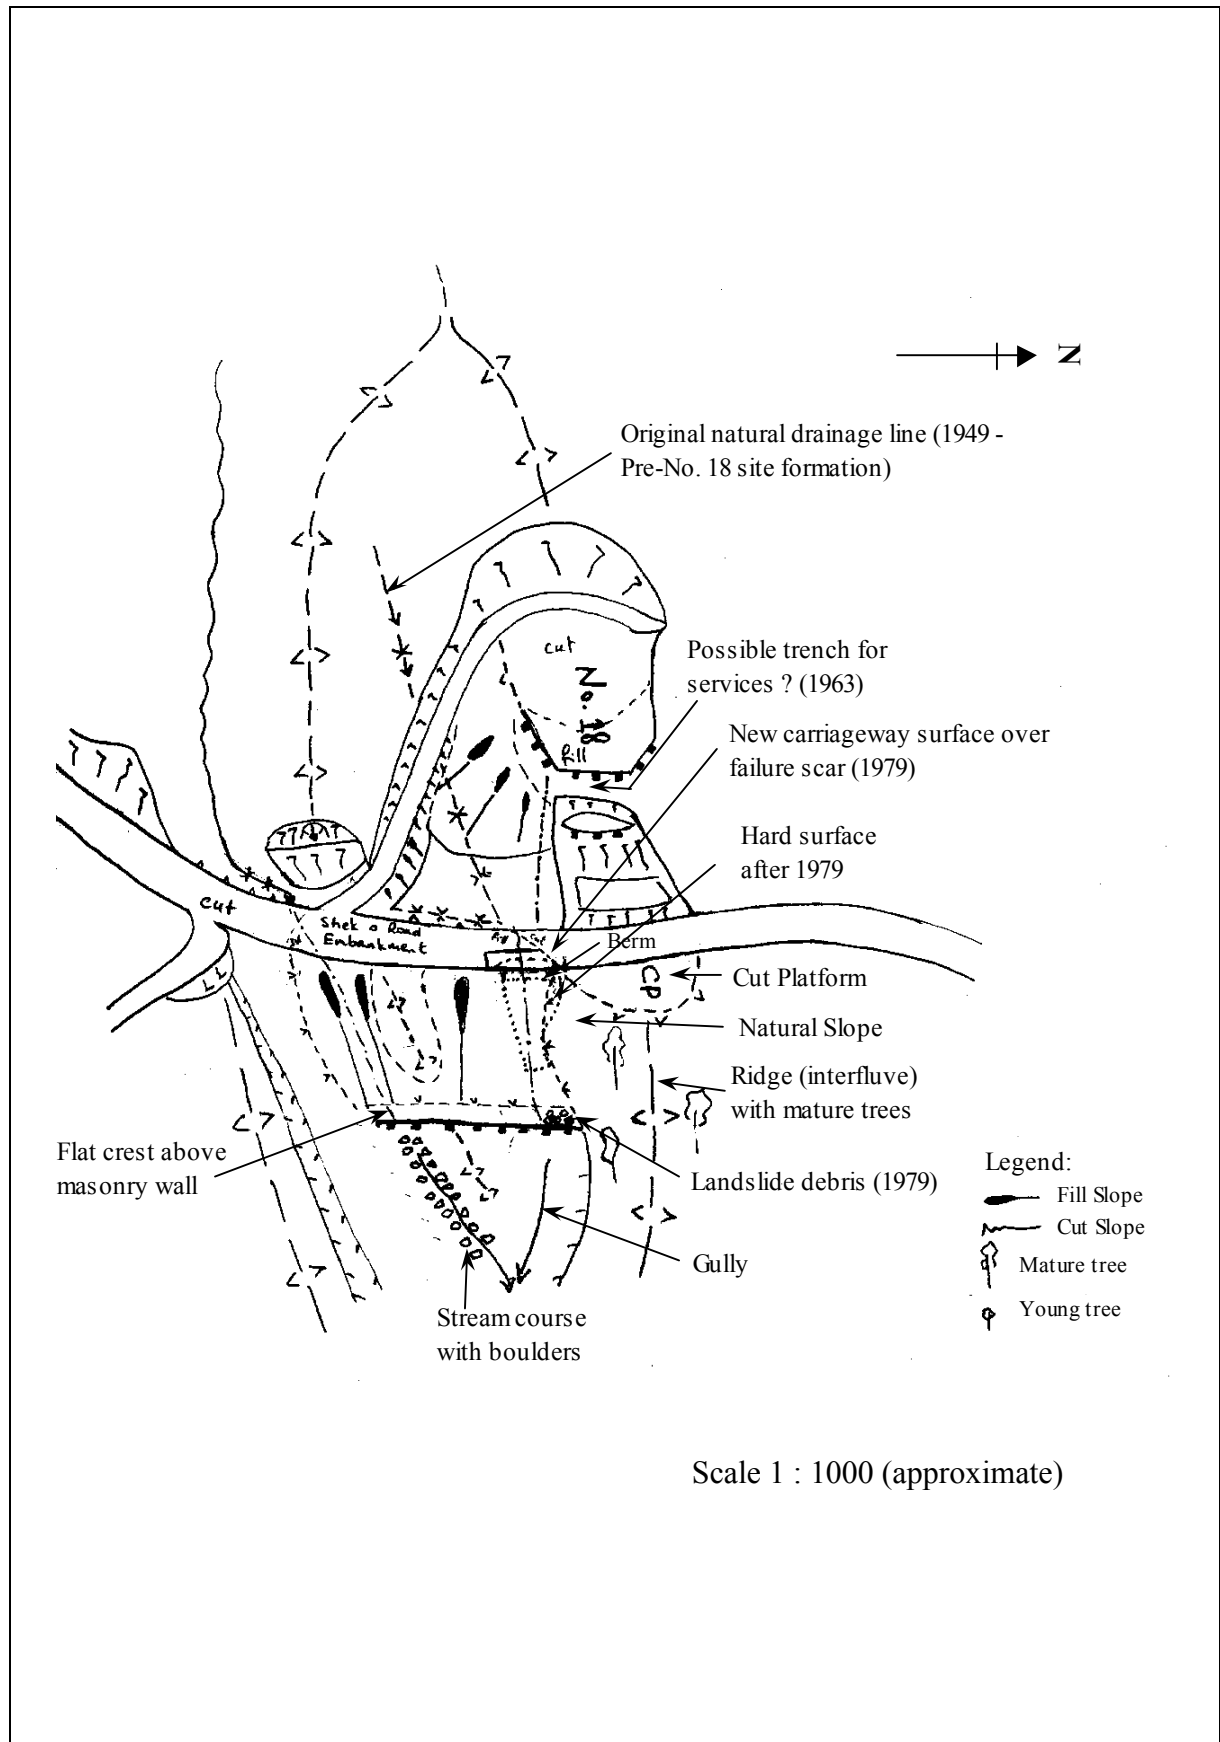 N
Original natural drainage line (1949 -
Pre-No. 18 site formation)
cut
No. 18
fill
Possible trench for
services ? (1963)
New carriageway surface over
failure scar (1979)
Hard surface
after 1979
cut
Shek O Road
Embankment
Berm
CP
Cut Platform
Natural Slope
Ridge (interfluve)
with mature trees
Flat crest above
masonry wall
Landslide debris (1979)
Gully
Stream course
with boulders
Legend:
Fill Slope
Cut Slope
Mature tree
Young tree
Scale 1 : 1000 (approximate)